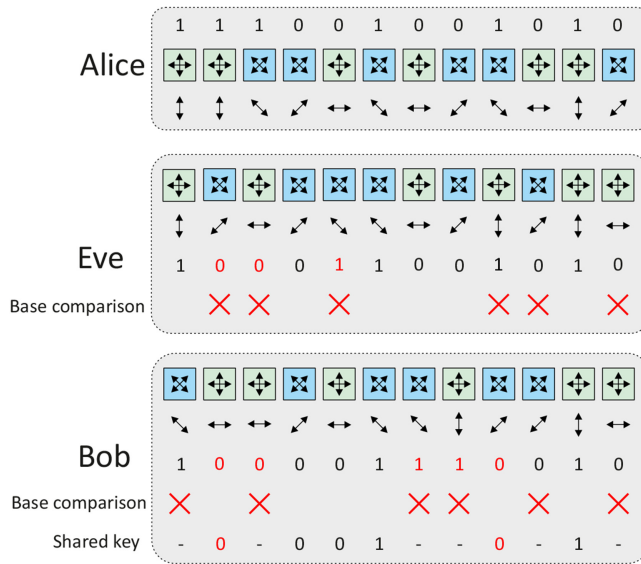 1 1 1 0 0 1 0 0 1 0 1 0
Alice
Eve
1 0 0 0 1 1 0 0 1 0 1 0
Base comparison
Bob
1 0 0 0 0 1 1 1 0 0 1 0
Base comparison
Shared key - 0 - 0 0 1 - - 0 - 1 -